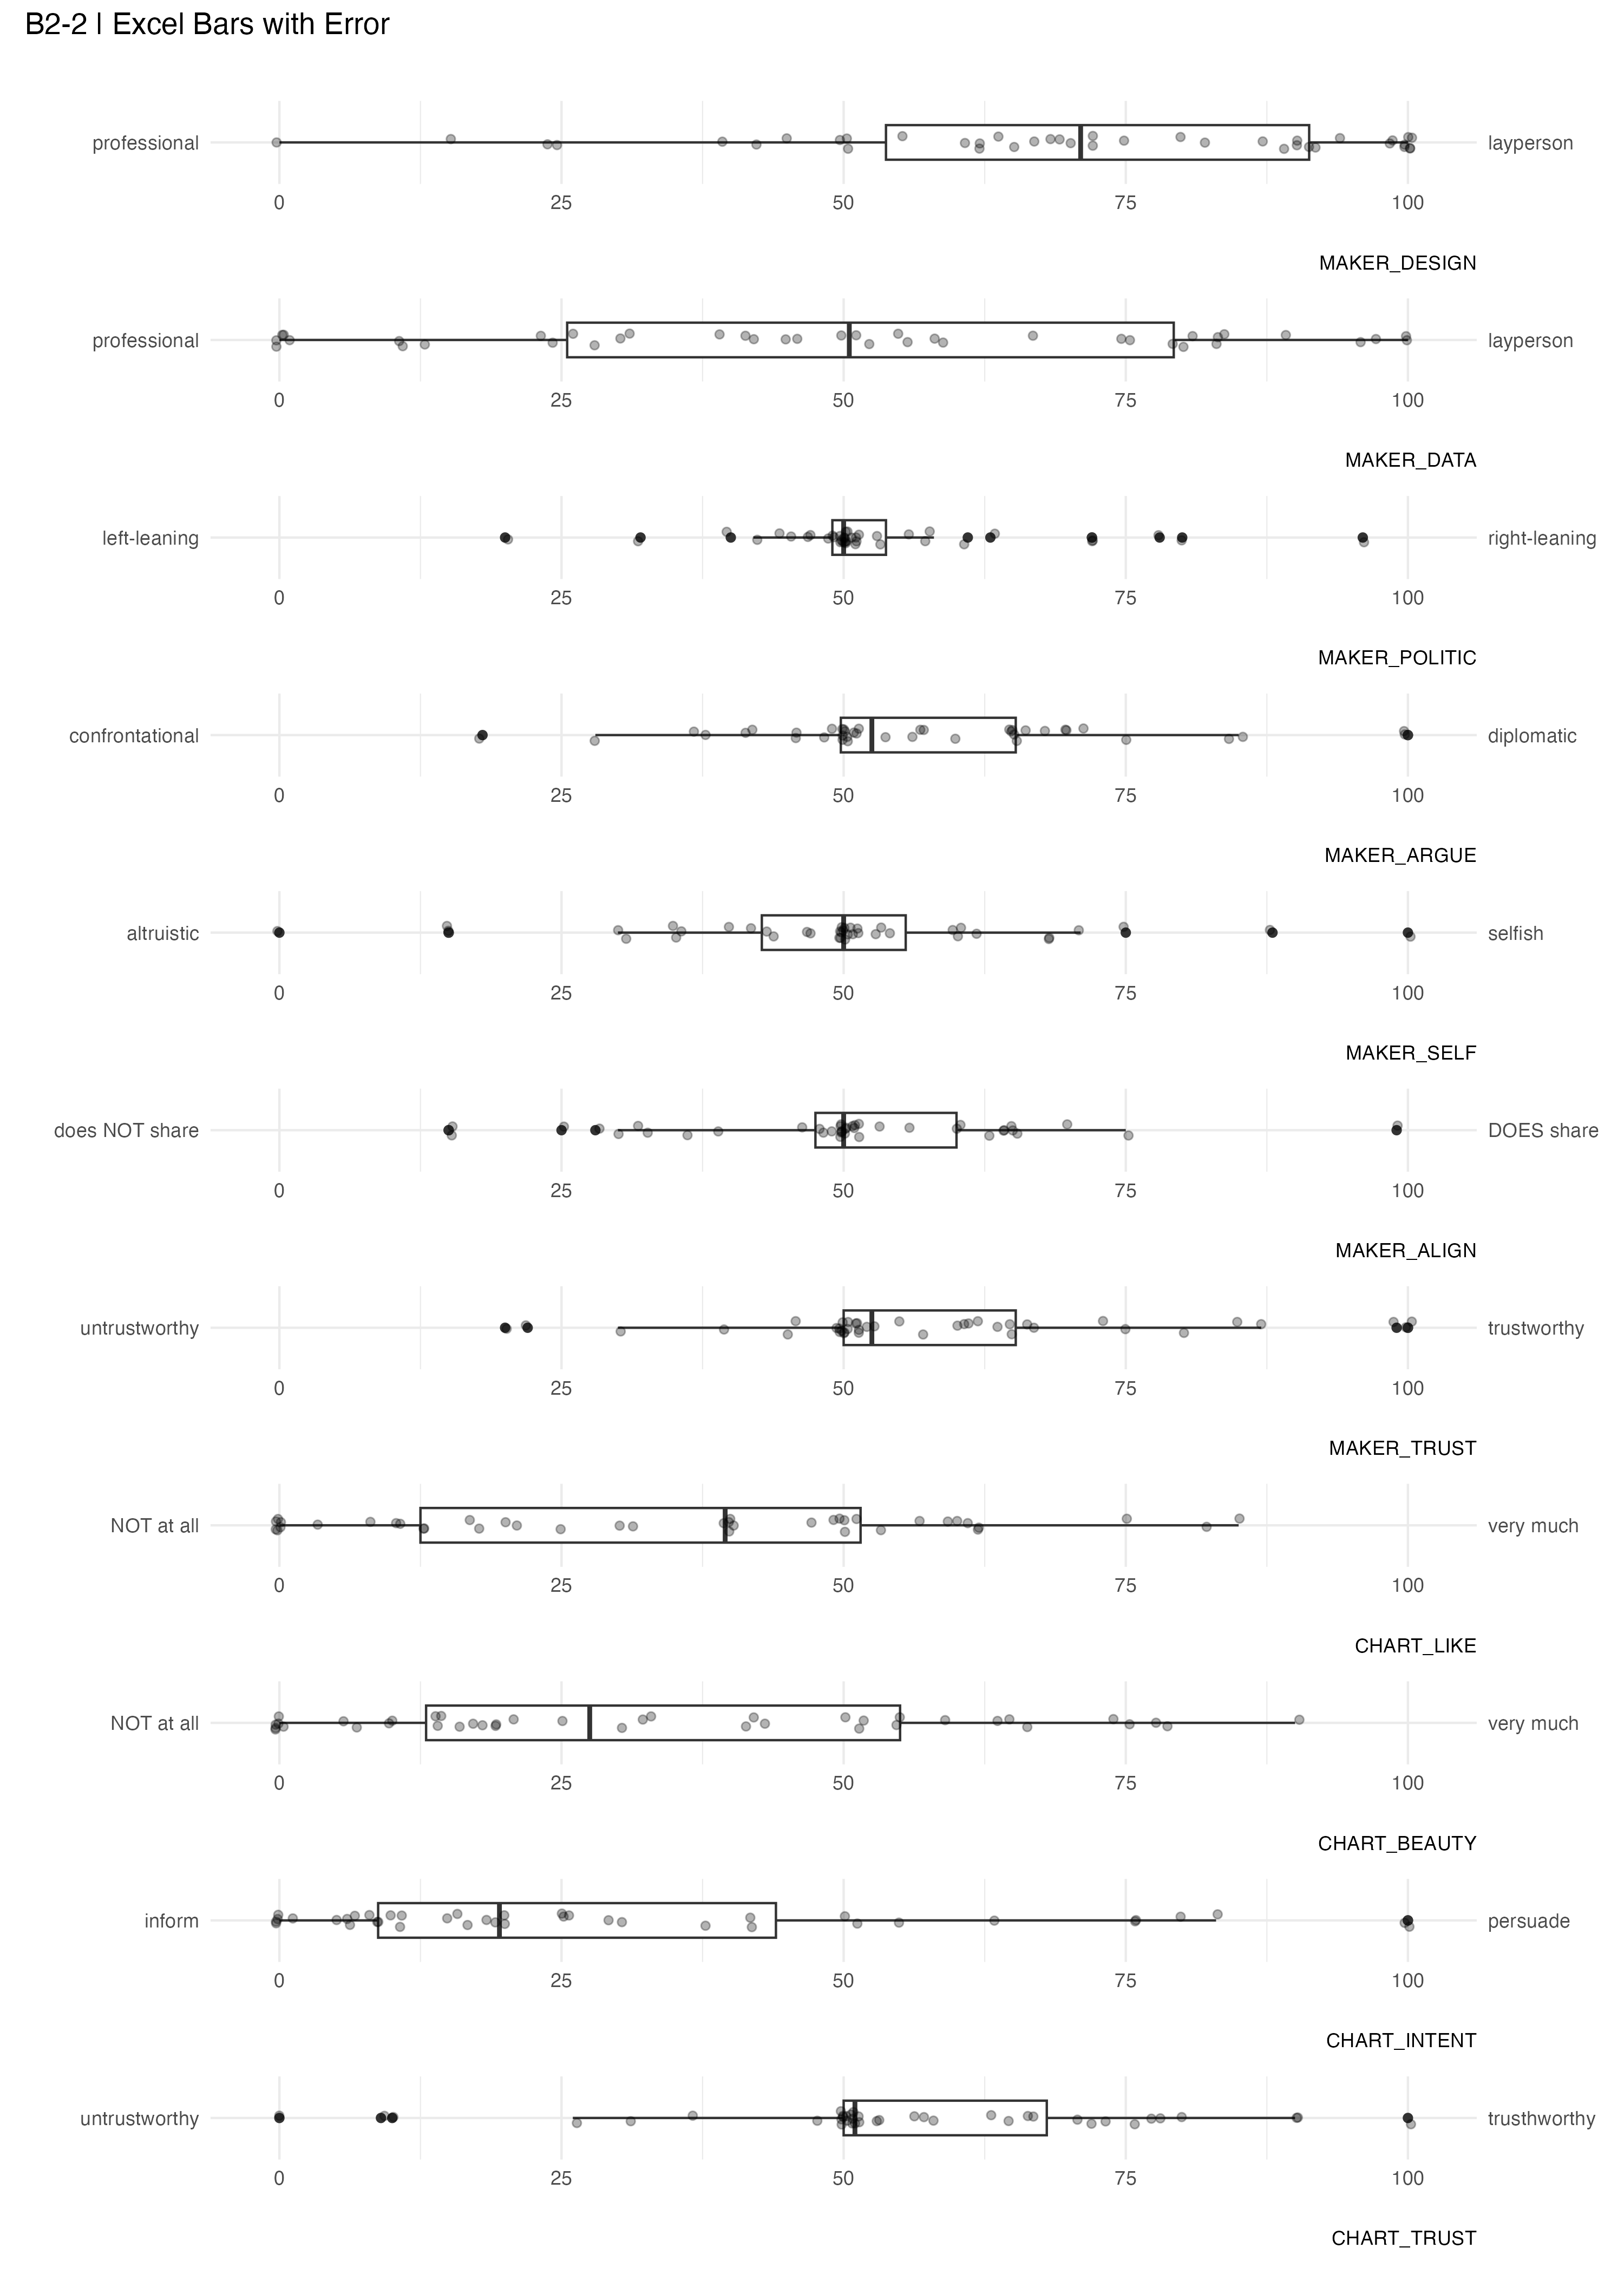 B2-2 | Excel Bars with Error
professional layperson
0 25 50 75 100
MAKER_DESIGN
professional layperson
0 25 50 75 100
MAKER_DATA
left-leaning right-leaning
0 25 50 75 100
MAKER_POLITIC
confrontational diplomatic
0 25 50 75 100
MAKER_ARGUE
altruistic selfish
0 25 50 75 100
MAKER_SELF
does NOT share DOES share
0 25 50 75 100
MAKER_ALIGN
untrustworthy trustworthy
0 25 50 75 100
MAKER_TRUST
NOT at all very much
0 25 50 75 100
CHART_LIKE
NOT at all very much
0 25 50 75 100
CHART_BEAUTY
inform persuade
0 25 50 75 100
CHART_INTENT
untrustworthy trusthworthy
0 25 50 75 100
CHART_TRUST